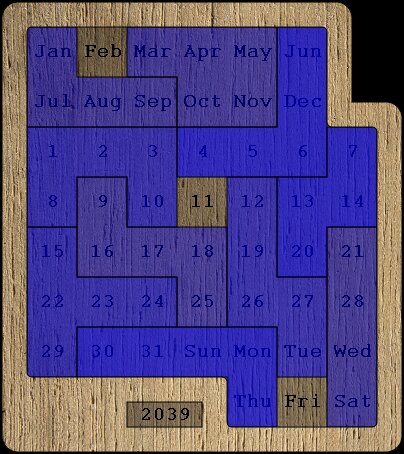 Jan Feb Mar Apr May Jun
Jul Aug Sep Oct Nov Dec
1 2 3 4 5 6 7
8 9 10 11 12 13 14
15 16 17 18 19 20 21
22 23 24 25 26 27 28
29 30 31 Sun Mon Tue Wed
Thu Fri Sat
2039